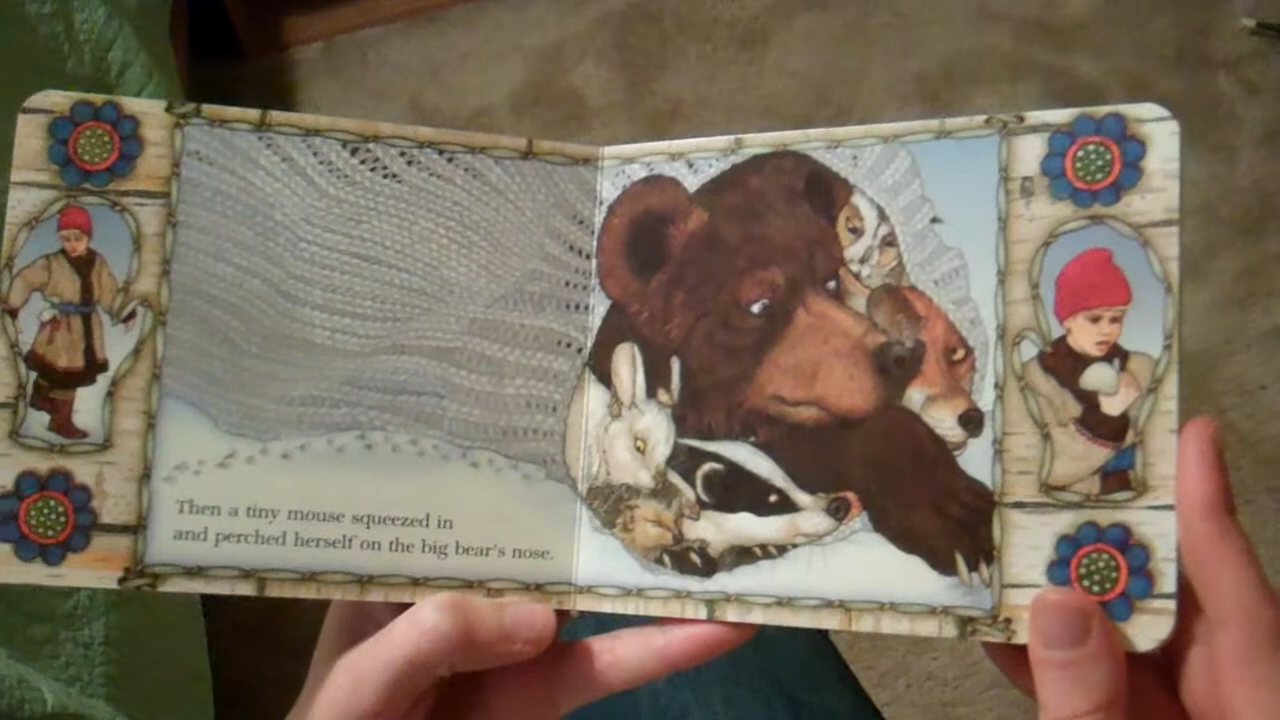 Then a tiny mouse squeezed in
and perched herself on the big bear's nose.